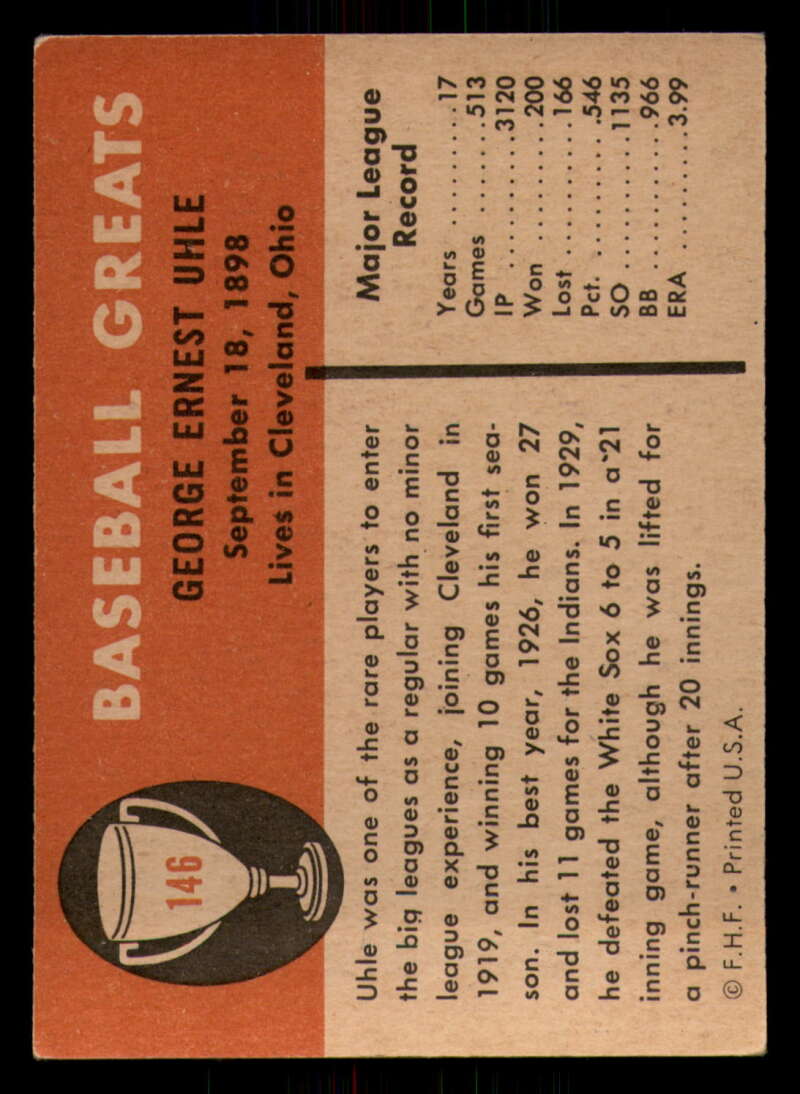 146
BASEBALL GREATS
GEORGE ERNEST UHLE
September 18, 1898
Lives in Cleveland, Ohio
Uhle was one of the rare players to enter
the big leagues as a regular with no minor
league experience, joining Cleveland in
1919, and winning 10 games his first sea-
son. In his best year, 1926, he won 27
and lost 11 games for the Indians. In 1929,
he defeated the White Sox 6 to 5 in a 21
inning game, although he was lifted for
a pinch-runner after 20 innings.
© F.H.F. • Printed U.S.A.
Major League
Record
Years .........17
Games .......513
IP ..........3120
Won .........200
Lost ..........166
Pct. ..........546
SO .........1135
BB ..........966
ERA .........3.99